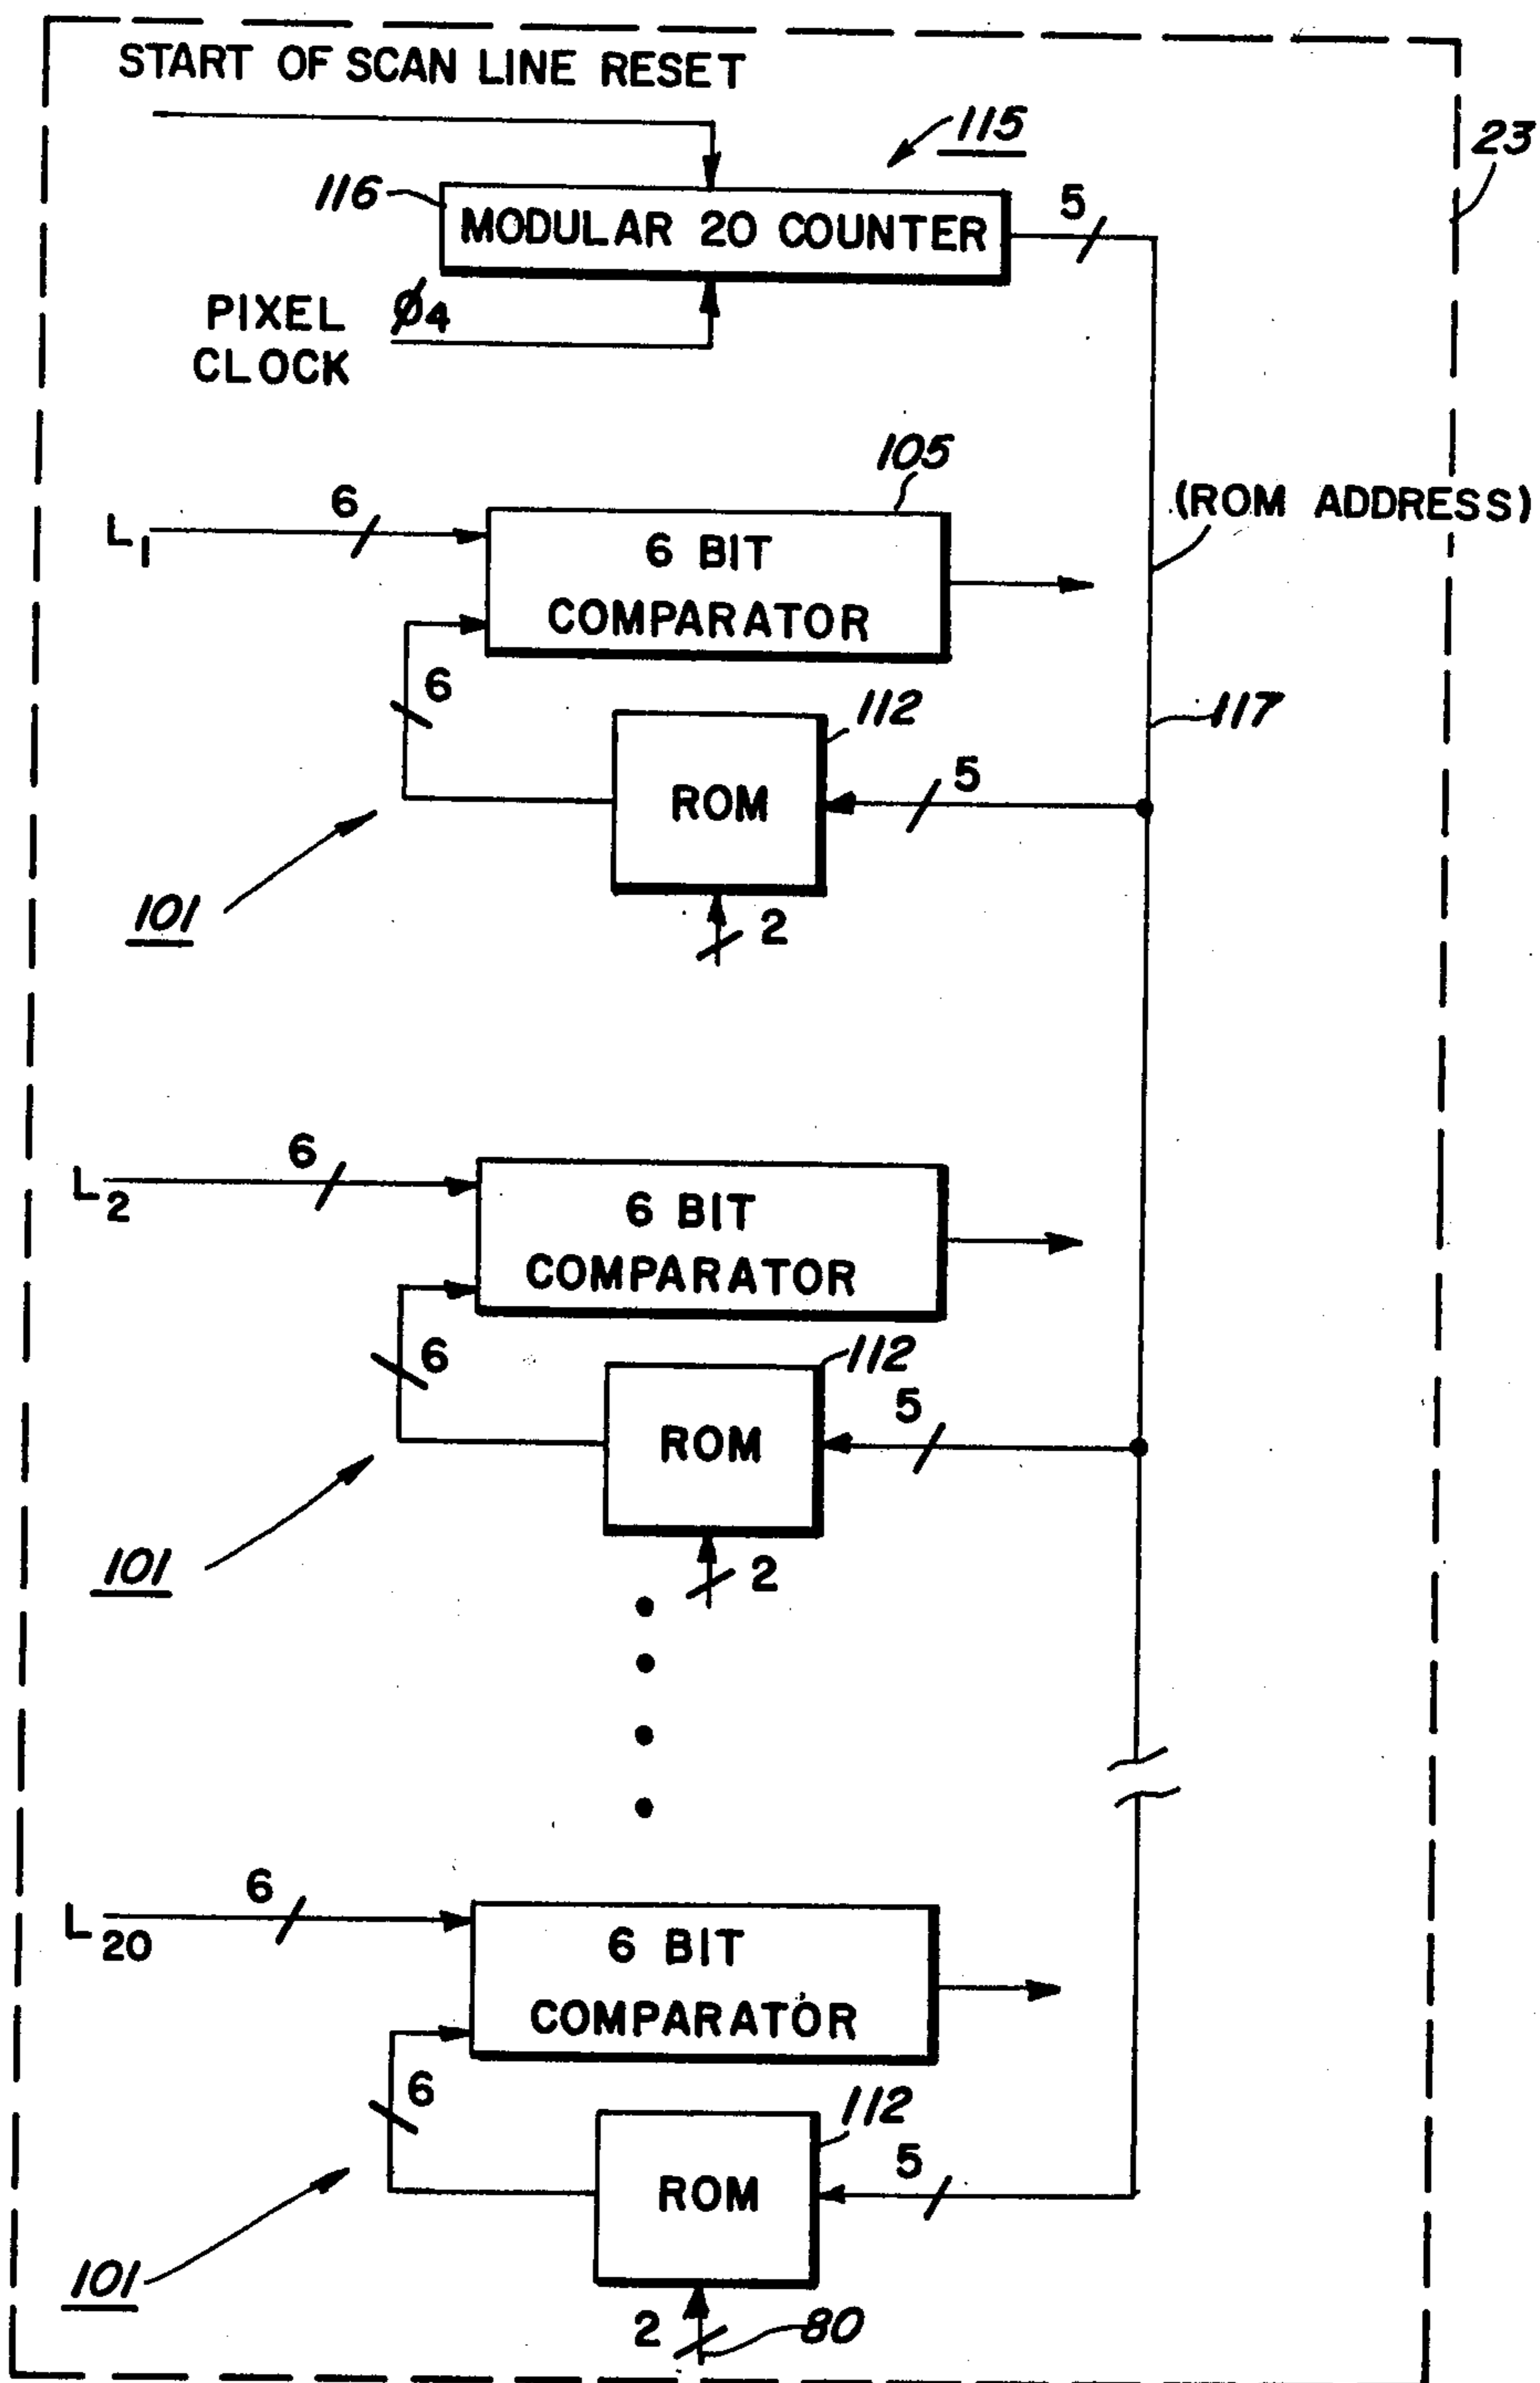 START OF SCAN LINE RESET
115
23
116
MODULAR 20 COUNTER
5
PIXEL CLOCK
φ4
105
(ROM ADDRESS)
L1
6
6 BIT
COMPARATOR
6
112
117
ROM
5
101
2
L2
6
6 BIT
COMPARATOR
6
112
ROM
5
101
2
L20
6
6 BIT
COMPARATOR
6
112
ROM
5
101
2
80